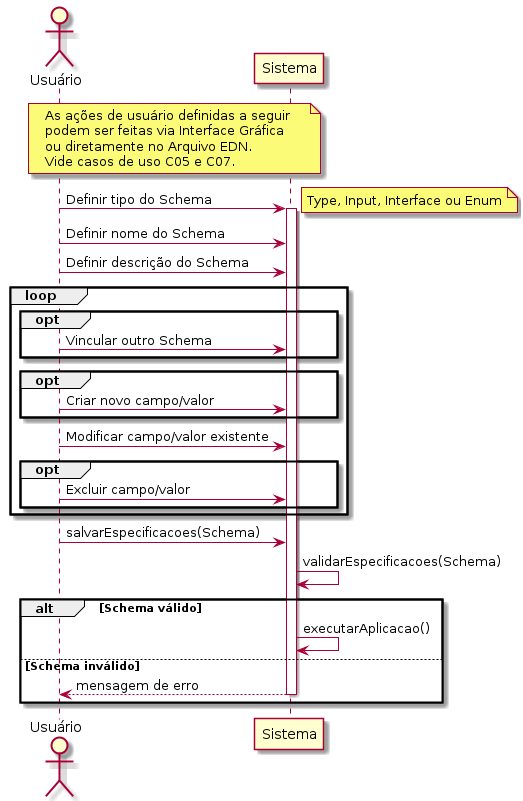 Usuário
Sistema
As ações de usuário definidas a seguir
podem ser feitas via Interface Gráfica
ou diretamente no Arquivo EDN.
Vide casos de uso C05 e C07.
Definir tipo do Schema
Type, Input, Interface ou Enum
Definir nome do Schema
Definir descrição do Schema
loop
opt
Vincular outro Schema
opt
Criar novo campo/valor
Modificar campo/valor existente
opt
Excluir campo/valor
salvarEspecificacoes(Schema)
validarEspecificacoes(Schema)
alt
[Schema válido]
executarAplicacao()
[Schema inválido]
mensagem de erro
Usuário
Sistema